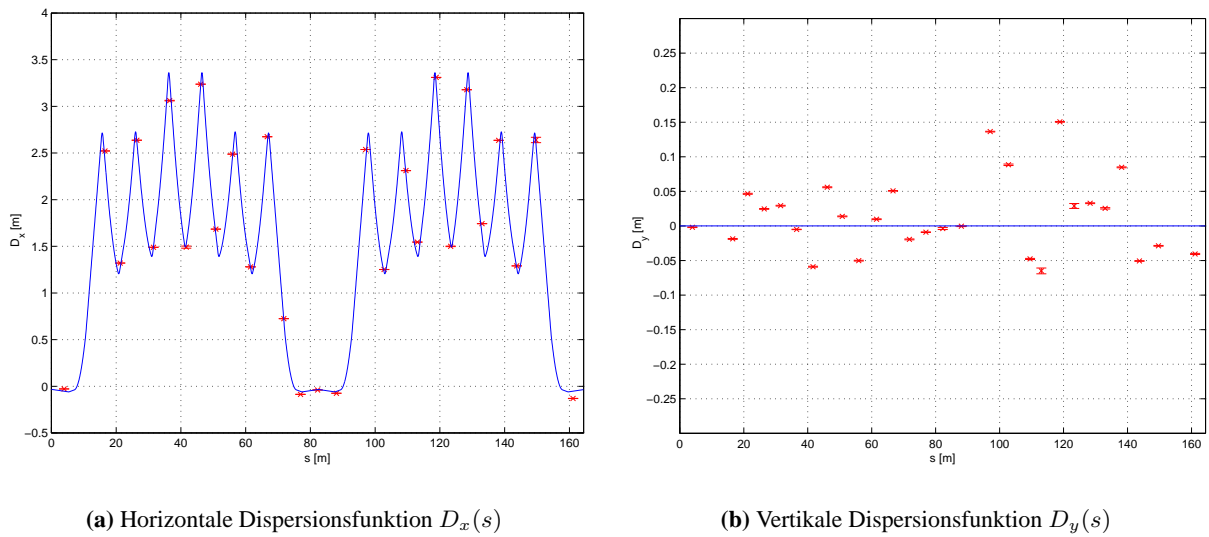 4
3.5
3
2.5
2
1.5
1
0.5
0
−0.5
D_x [m]
0 20 40 60 80 100 120 140 160
s [m]
0.25
0.2
0.15
0.1
0.05
0
−0.05
−0.1
−0.15
−0.2
−0.25
D_y [m]
0 20 40 60 80 100 120 140 160
s [m]
(a) Horizontale Dispersionsfunktion D_x(s)
(b) Vertikale Dispersionsfunktion D_y(s)